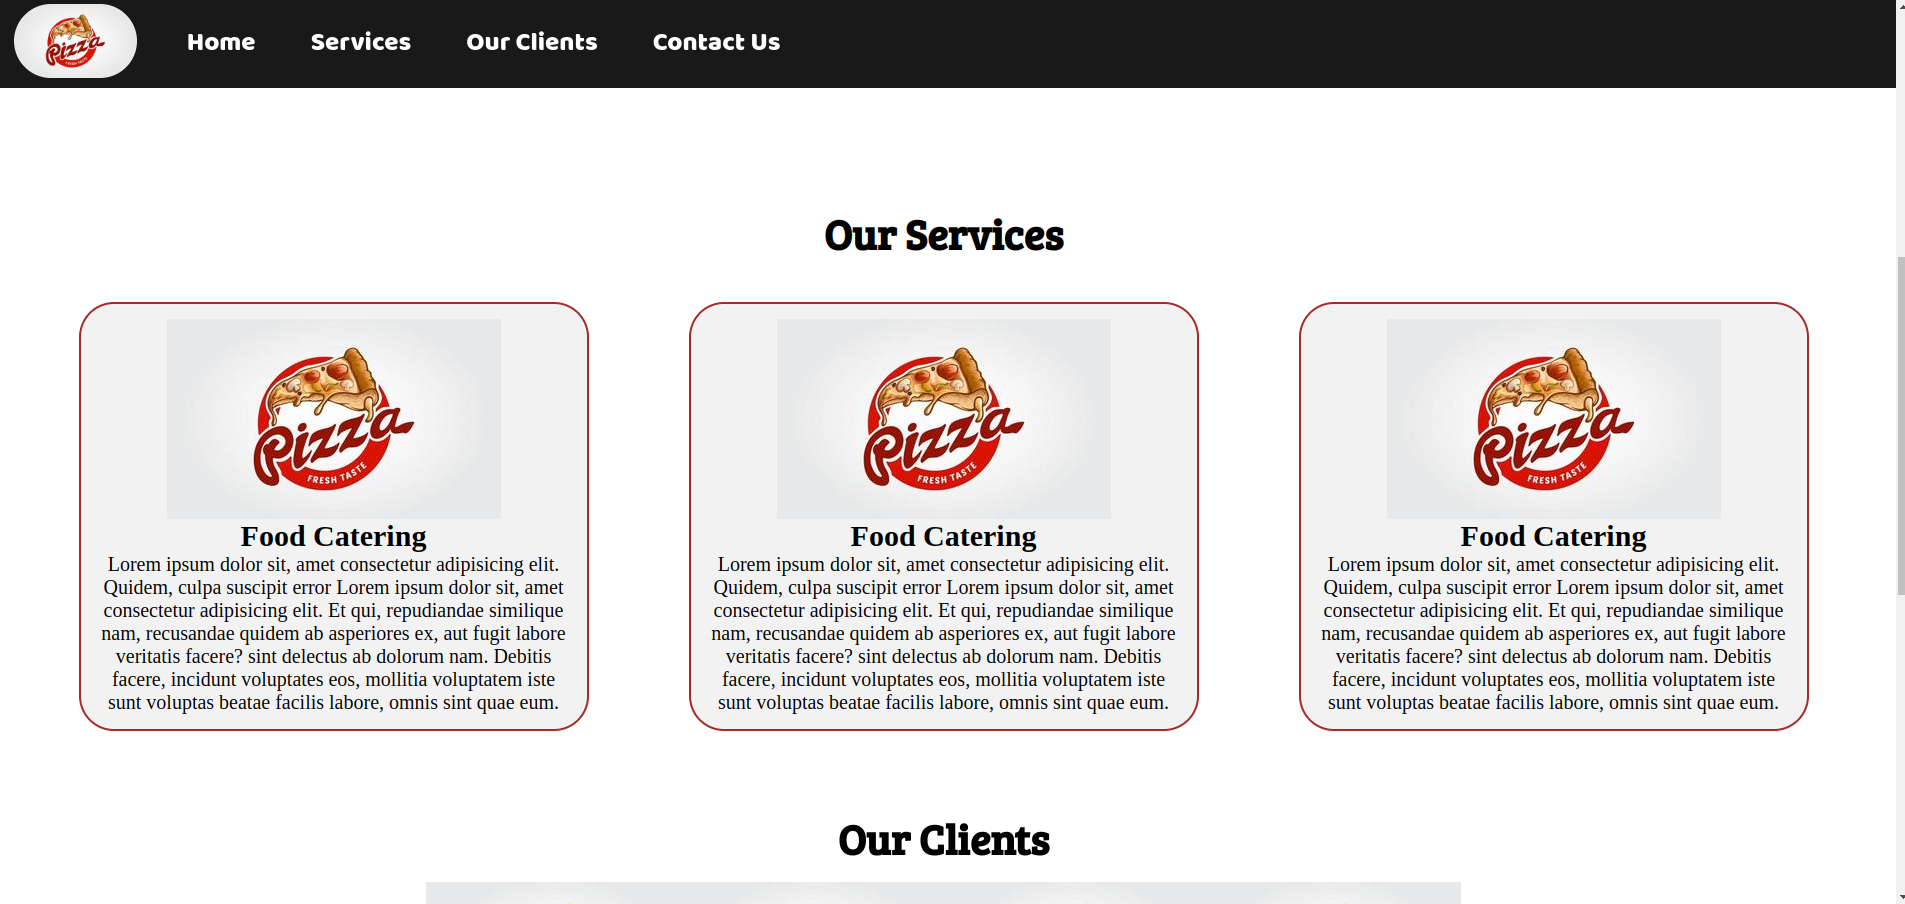 Pizza
Home
Services
Our Clients
Contact Us
Our Services
Pizza
FRESH TASTE
Food Catering
Lorem ipsum dolor sit, amet consectetur adipisicing elit.
Quidem, culpa suscipit error Lorem ipsum dolor sit, amet
consectetur adipisicing elit. Et qui, repudiandae similique
nam, recusandae quidem ab asperiores ex, aut fugit labore
veritatis facere? sint delectus ab dolorum nam. Debitis
facere, incidunt voluptates eos, mollitia voluptatem iste
sunt voluptas beatae facilis labore, omnis sint quae eum.
Pizza
FRESH TASTE
Food Catering
Lorem ipsum dolor sit, amet consectetur adipisicing elit.
Quidem, culpa suscipit error Lorem ipsum dolor sit, amet
consectetur adipisicing elit. Et qui, repudiandae similique
nam, recusandae quidem ab asperiores ex, aut fugit labore
veritatis facere? sint delectus ab dolorum nam. Debitis
facere, incidunt voluptates eos, mollitia voluptatem iste
sunt voluptas beatae facilis labore, omnis sint quae eum.
Pizza
FRESH TASTE
Food Catering
Lorem ipsum dolor sit, amet consectetur adipisicing elit.
Quidem, culpa suscipit error Lorem ipsum dolor sit, amet
consectetur adipisicing elit. Et qui, repudiandae similique
nam, recusandae quidem ab asperiores ex, aut fugit labore
veritatis facere? sint delectus ab dolorum nam. Debitis
facere, incidunt voluptates eos, mollitia voluptatem iste
sunt voluptas beatae facilis labore, omnis sint quae eum.
Our Clients